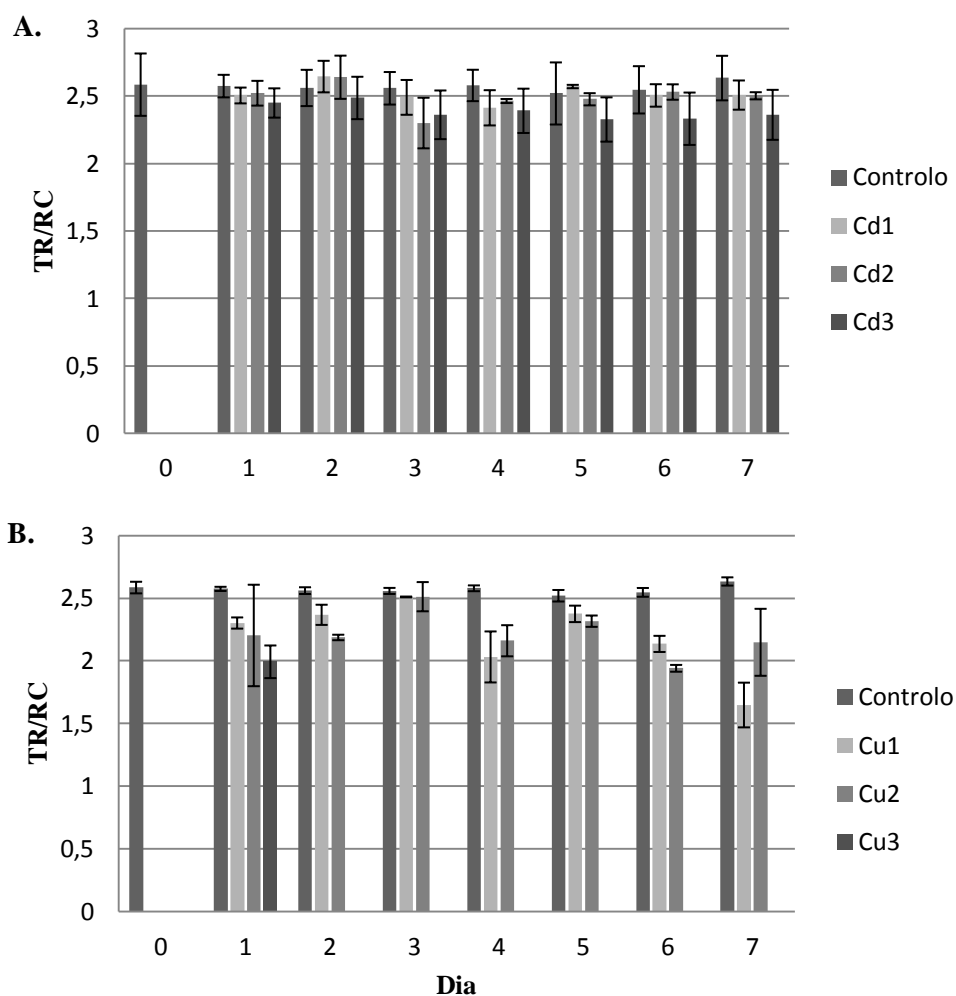 A.
3
2,5
2
1,5
1
0,5
0
TR/RC
0 1 2 3 4 5 6 7
Controlo
Cd1
Cd2
Cd3
B.
3
2,5
2
1,5
1
0,5
0
TR/RC
0 1 2 3 4 5 6 7
Dia
Controlo
Cu1
Cu2
Cu3